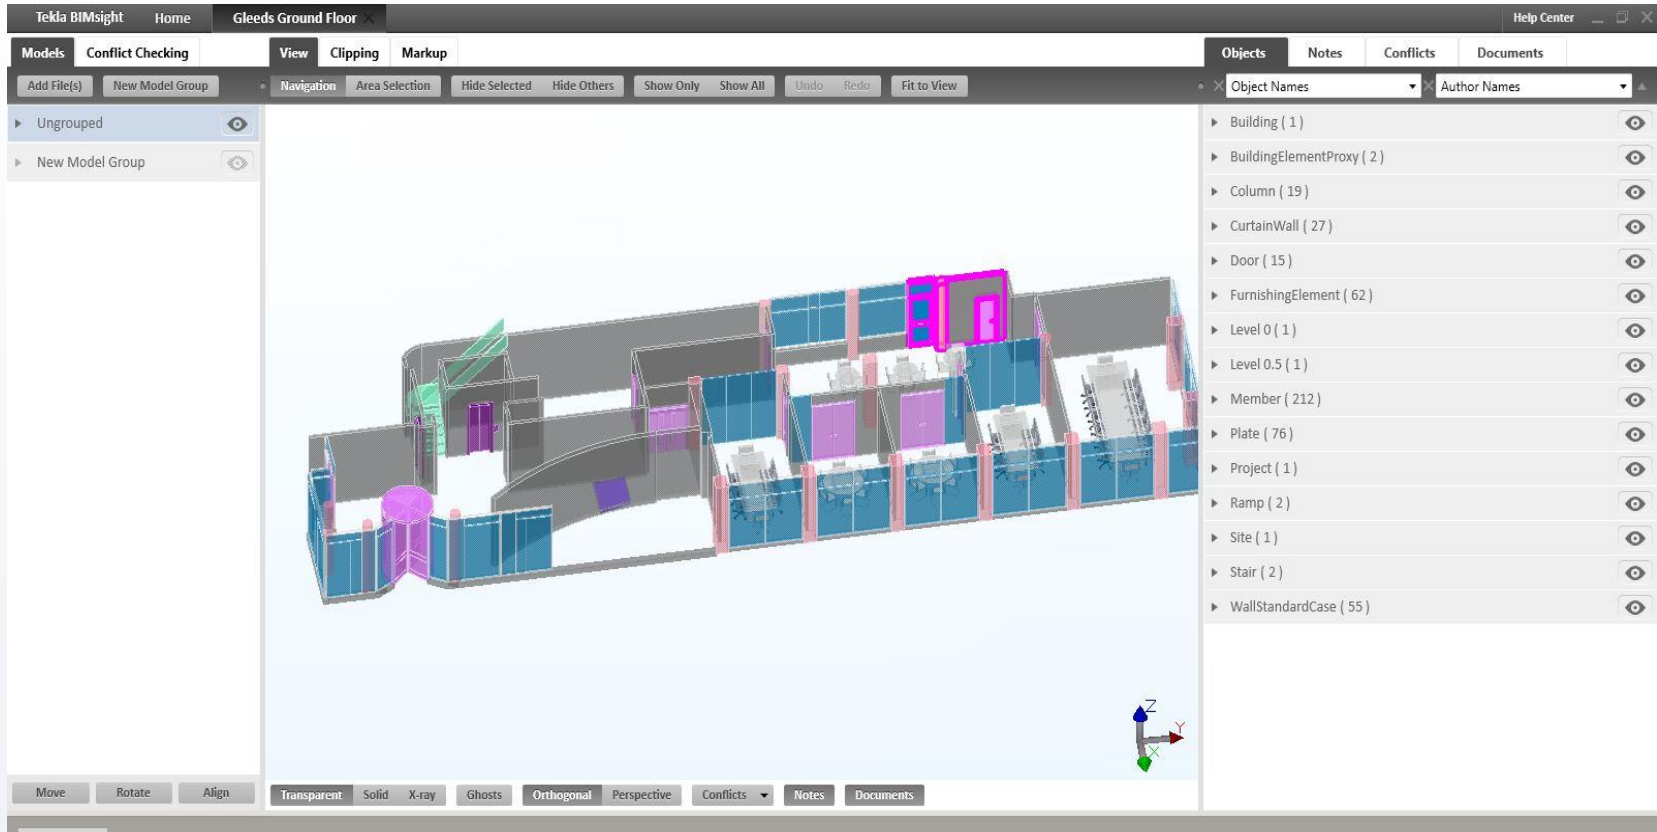 Tekla BIMsight Home Gleeds Ground Floor × Help Center
Models Conflict Checking View Clipping Markup Objects Notes Conflicts Documents
Add File(s) New Model Group Navigation Area Selection Hide Selected Hide Others Show Only Show All Undo Redo Fit to View Object Names Author Names
Ungrouped
New Model Group
Building ( 1 )
BuildingElementProxy ( 2 )
Column ( 19 )
CurtainWall ( 27 )
Door ( 15 )
FurnishingElement ( 62 )
Level 0 ( 1 )
Level 0.5 ( 1 )
Member ( 212 )
Plate ( 76 )
Project ( 1 )
Ramp ( 2 )
Site ( 1 )
Stair ( 2 )
WallStandardCase ( 55 )
Z
Y
X
Move Rotate Align Transparent Solid X-ray Ghosts Orthogonal Perspective Conflicts Notes Documents